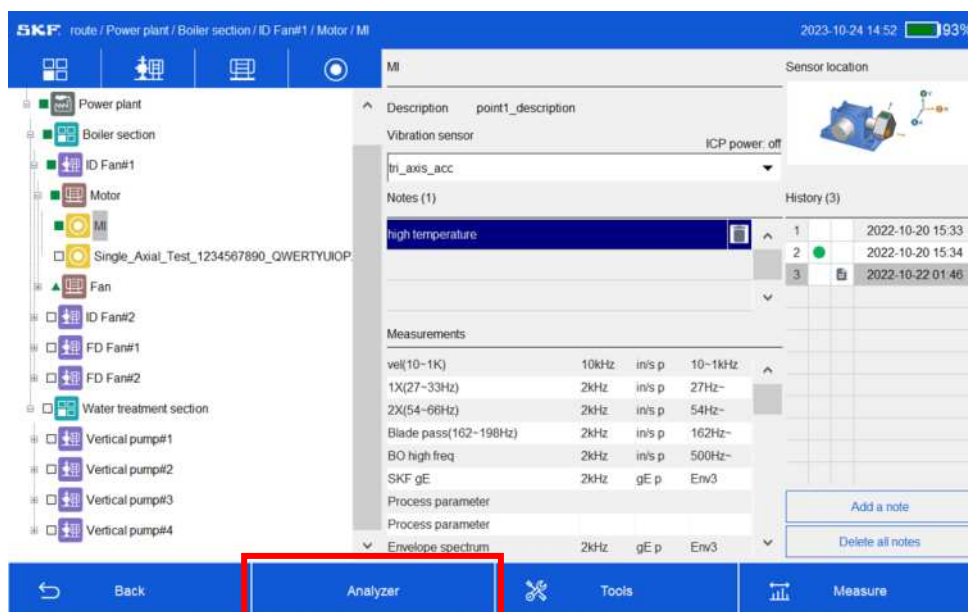 SKF route / Power plant / Boiler section / ID Fan#1 / Motor / MI
2023-10-24 14:52 93%
Power plant
Boiler section
ID Fan#1
Motor
MI
Single_Axial_Test_1234567890_QWERTYUIOP
Fan
ID Fan#2
FD Fan#1
FD Fan#2
Water treatment section
Vertical pump#1
Vertical pump#2
Vertical pump#3
Vertical pump#4
MI
Description point1_description
Vibration sensor
ICP power: off
tri_axis_acc
Notes (1)
high temperature
Measurements
vel(10~1K) 10kHz in/s p 10~1kHz
1X(27~33Hz) 2kHz in/s p 27Hz~
2X(54~66Hz) 2kHz in/s p 54Hz~
Blade pass(162~198Hz) 2kHz in/s p 162Hz~
BO high freq 2kHz in/s p 500Hz~
SKF gE 2kHz gE p Env3
Process parameter
Process parameter
Envelope spectrum 2kHz gE p Env3
Sensor location
History (3)
1 2022-10-20 15:33
2 2022-10-20 15:34
3 2022-10-22 01:46
Add a note
Delete all notes
Back
Analyzer
Tools
Measure